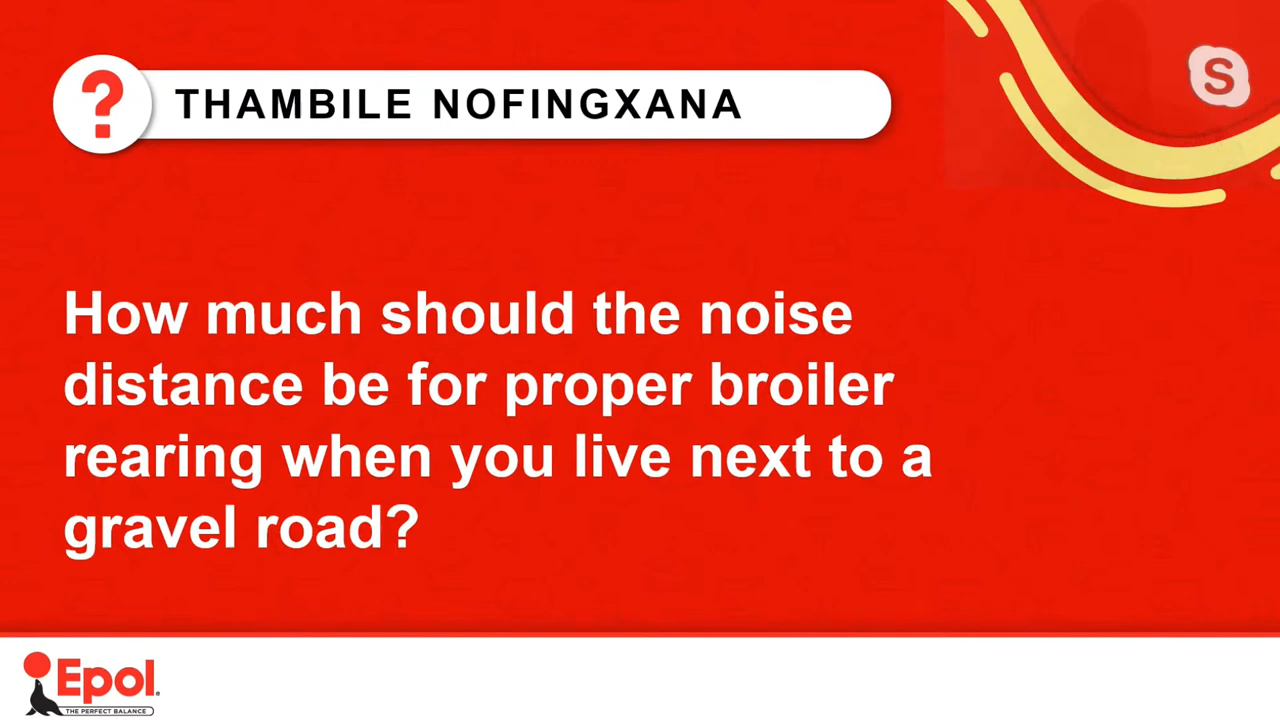 ?
THAMBILE NOFINGXANA
S
How much should the noise
distance be for proper broiler
rearing when you live next to a
gravel road?
Epol®
THE PERFECT BALANCE